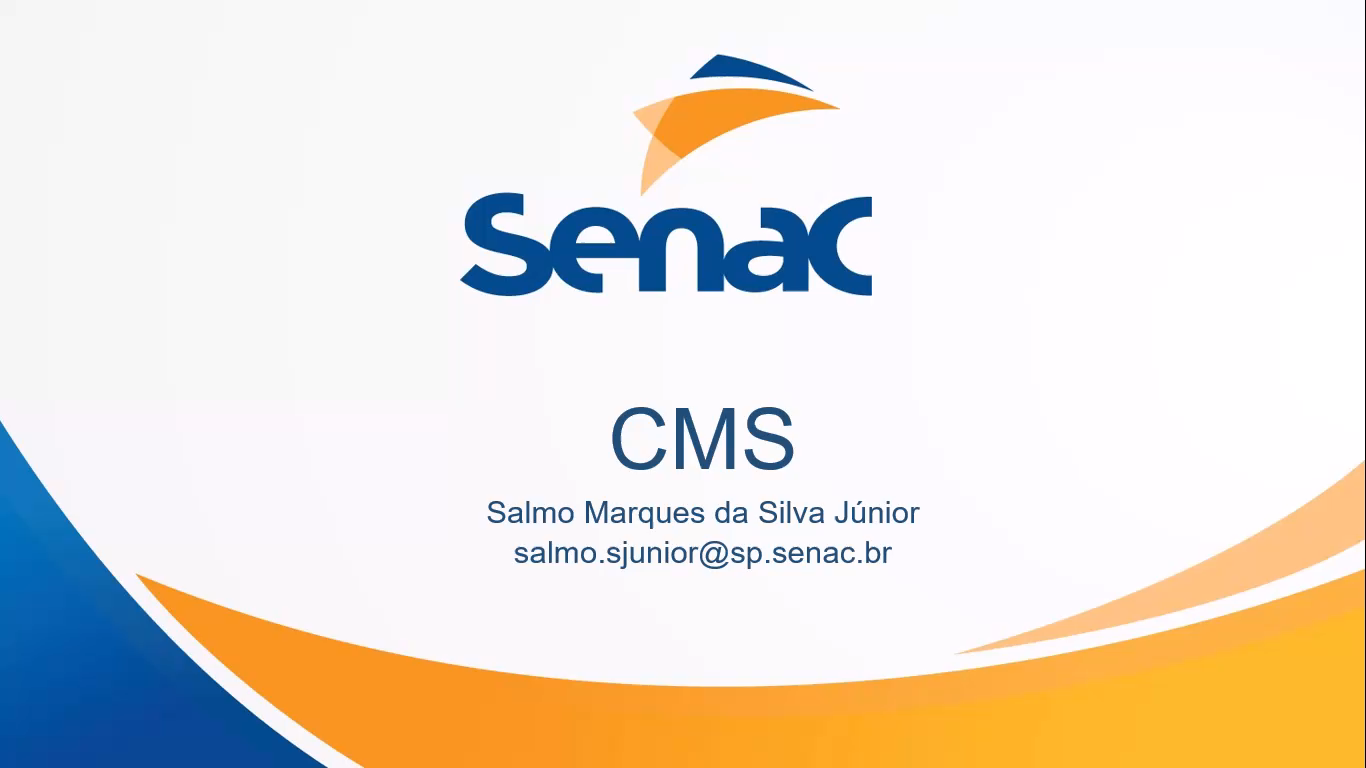 Senac
CMS
Salmo Marques da Silva Júnior
salmo.sjunior@sp.senac.br